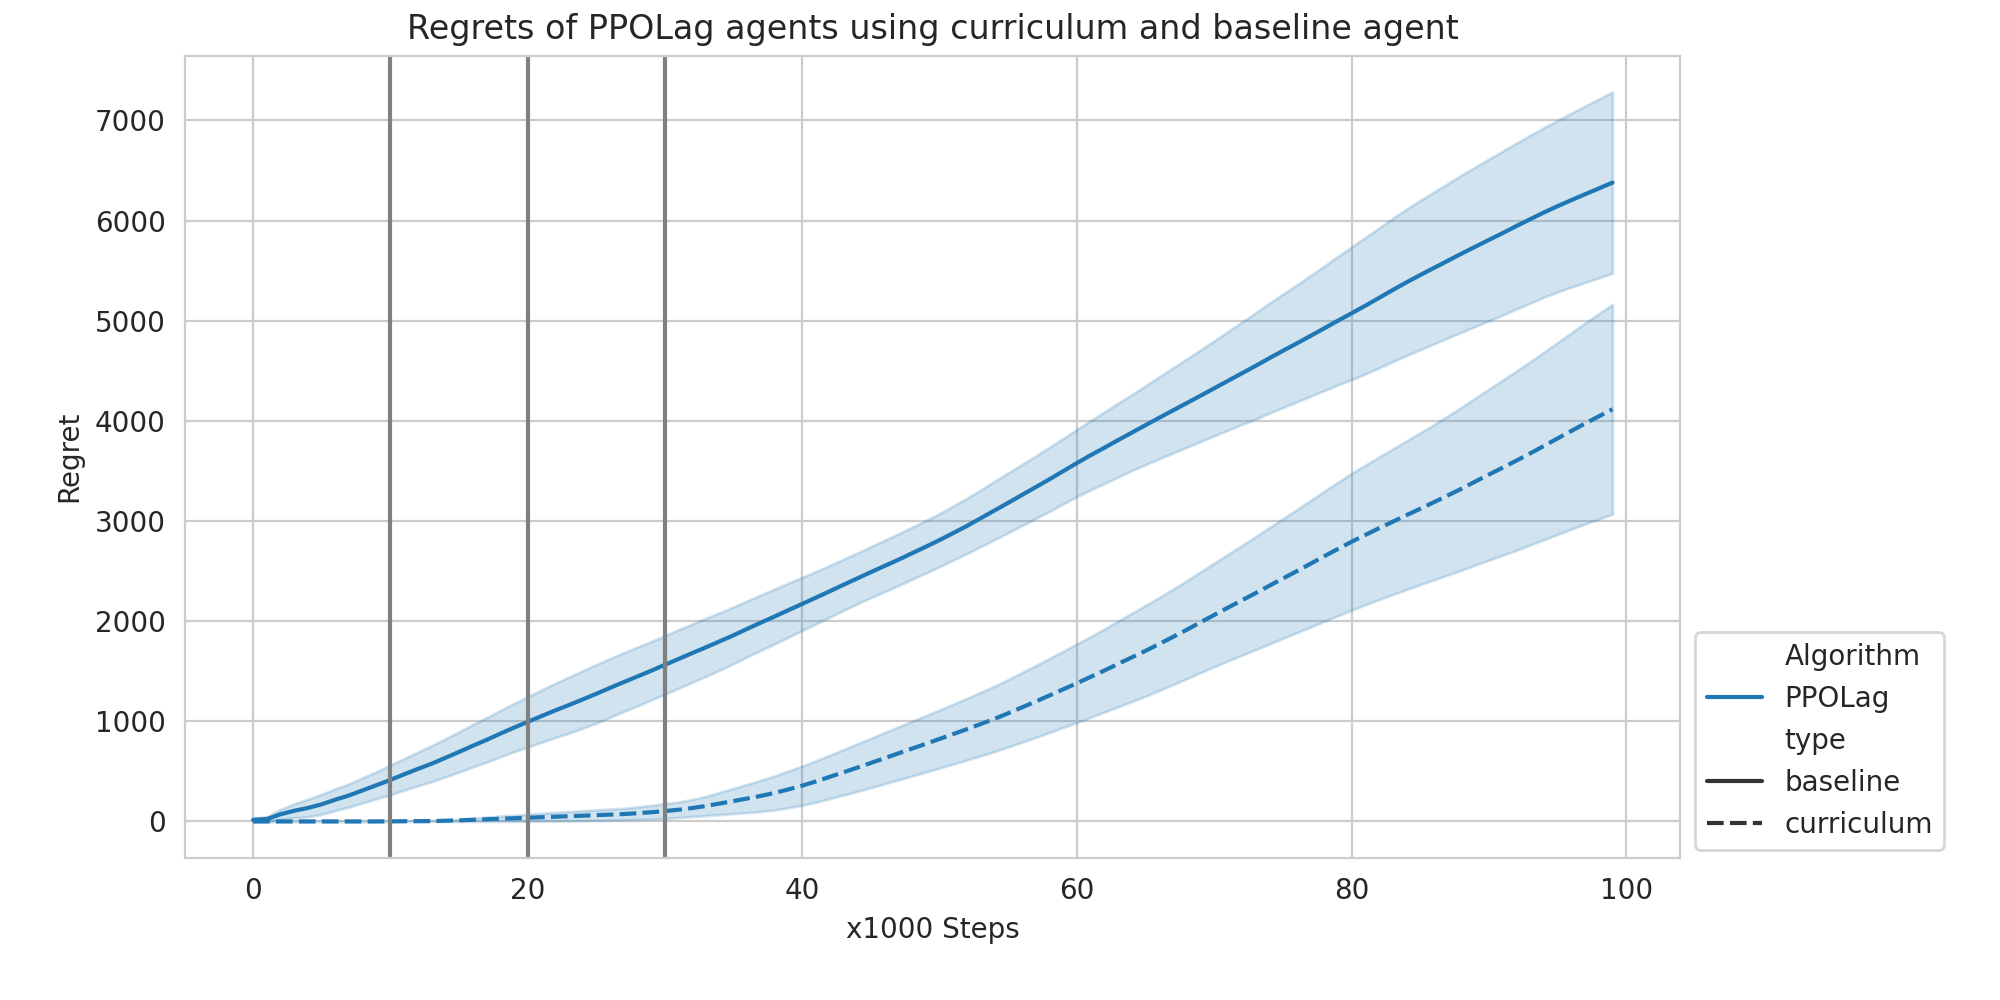 Regrets of PPOLag agents using curriculum and baseline agent
7000
6000
5000
4000
3000
2000
1000
0
Regret
0 20 40 60 80 100
x1000 Steps
Algorithm
PPOLag
type
baseline
curriculum